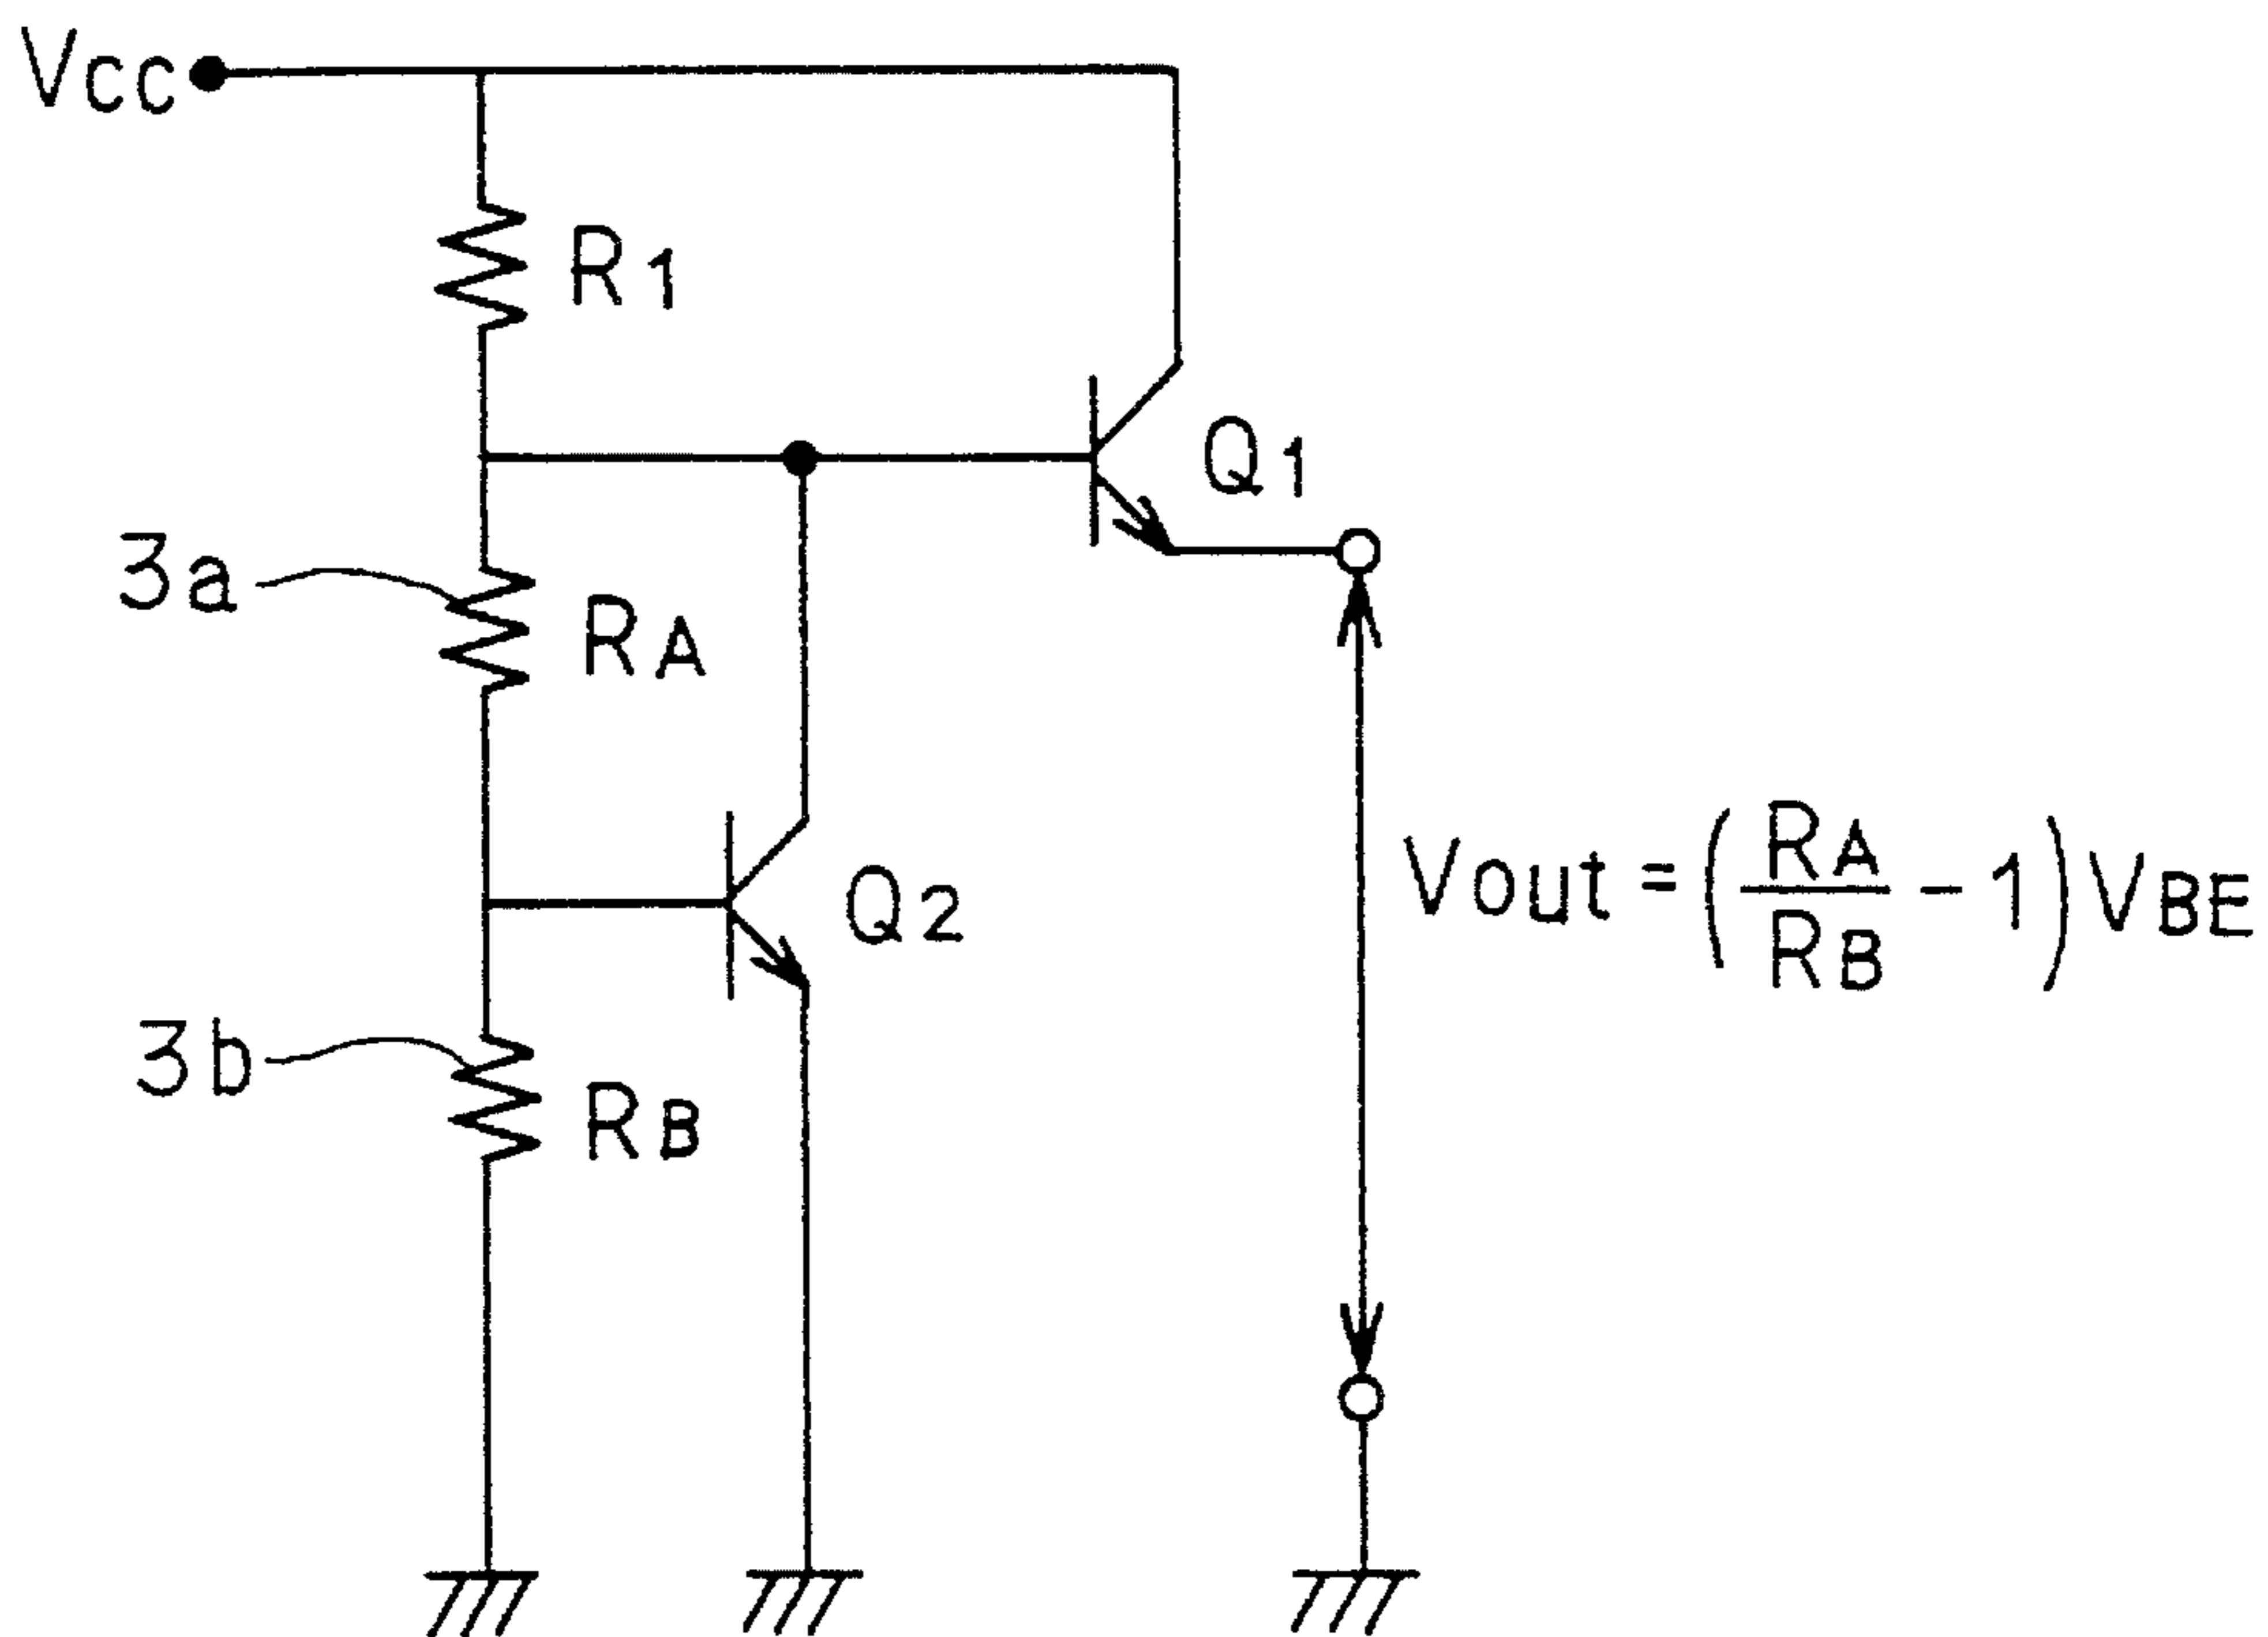 Vcc
R1
Q1
3a
RA
Vout = (RA/RB - 1) VBE
Q2
3b
RB